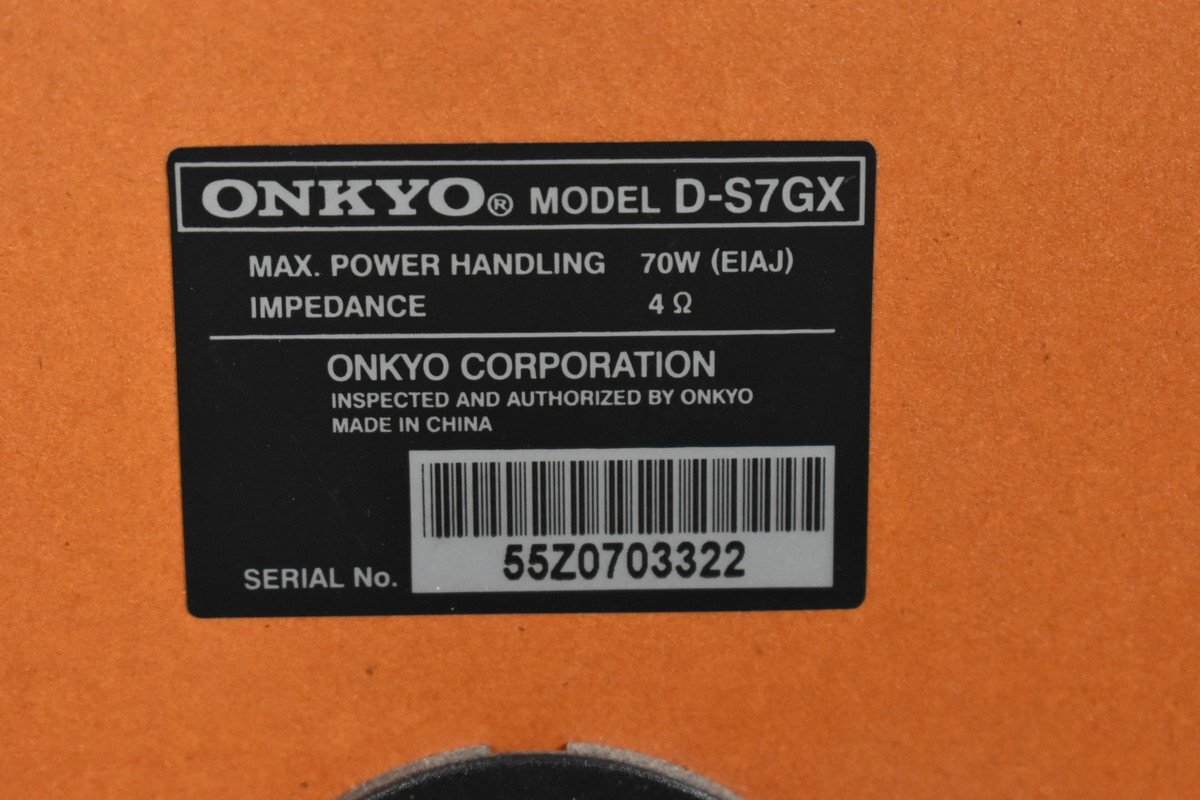 ONKYO® MODEL D-S7GX
MAX. POWER HANDLING 70W (EIAJ)
IMPEDANCE 4 Ω
ONKYO CORPORATION
INSPECTED AND AUTHORIZED BY ONKYO
MADE IN CHINA
SERIAL No. 55Z0703322